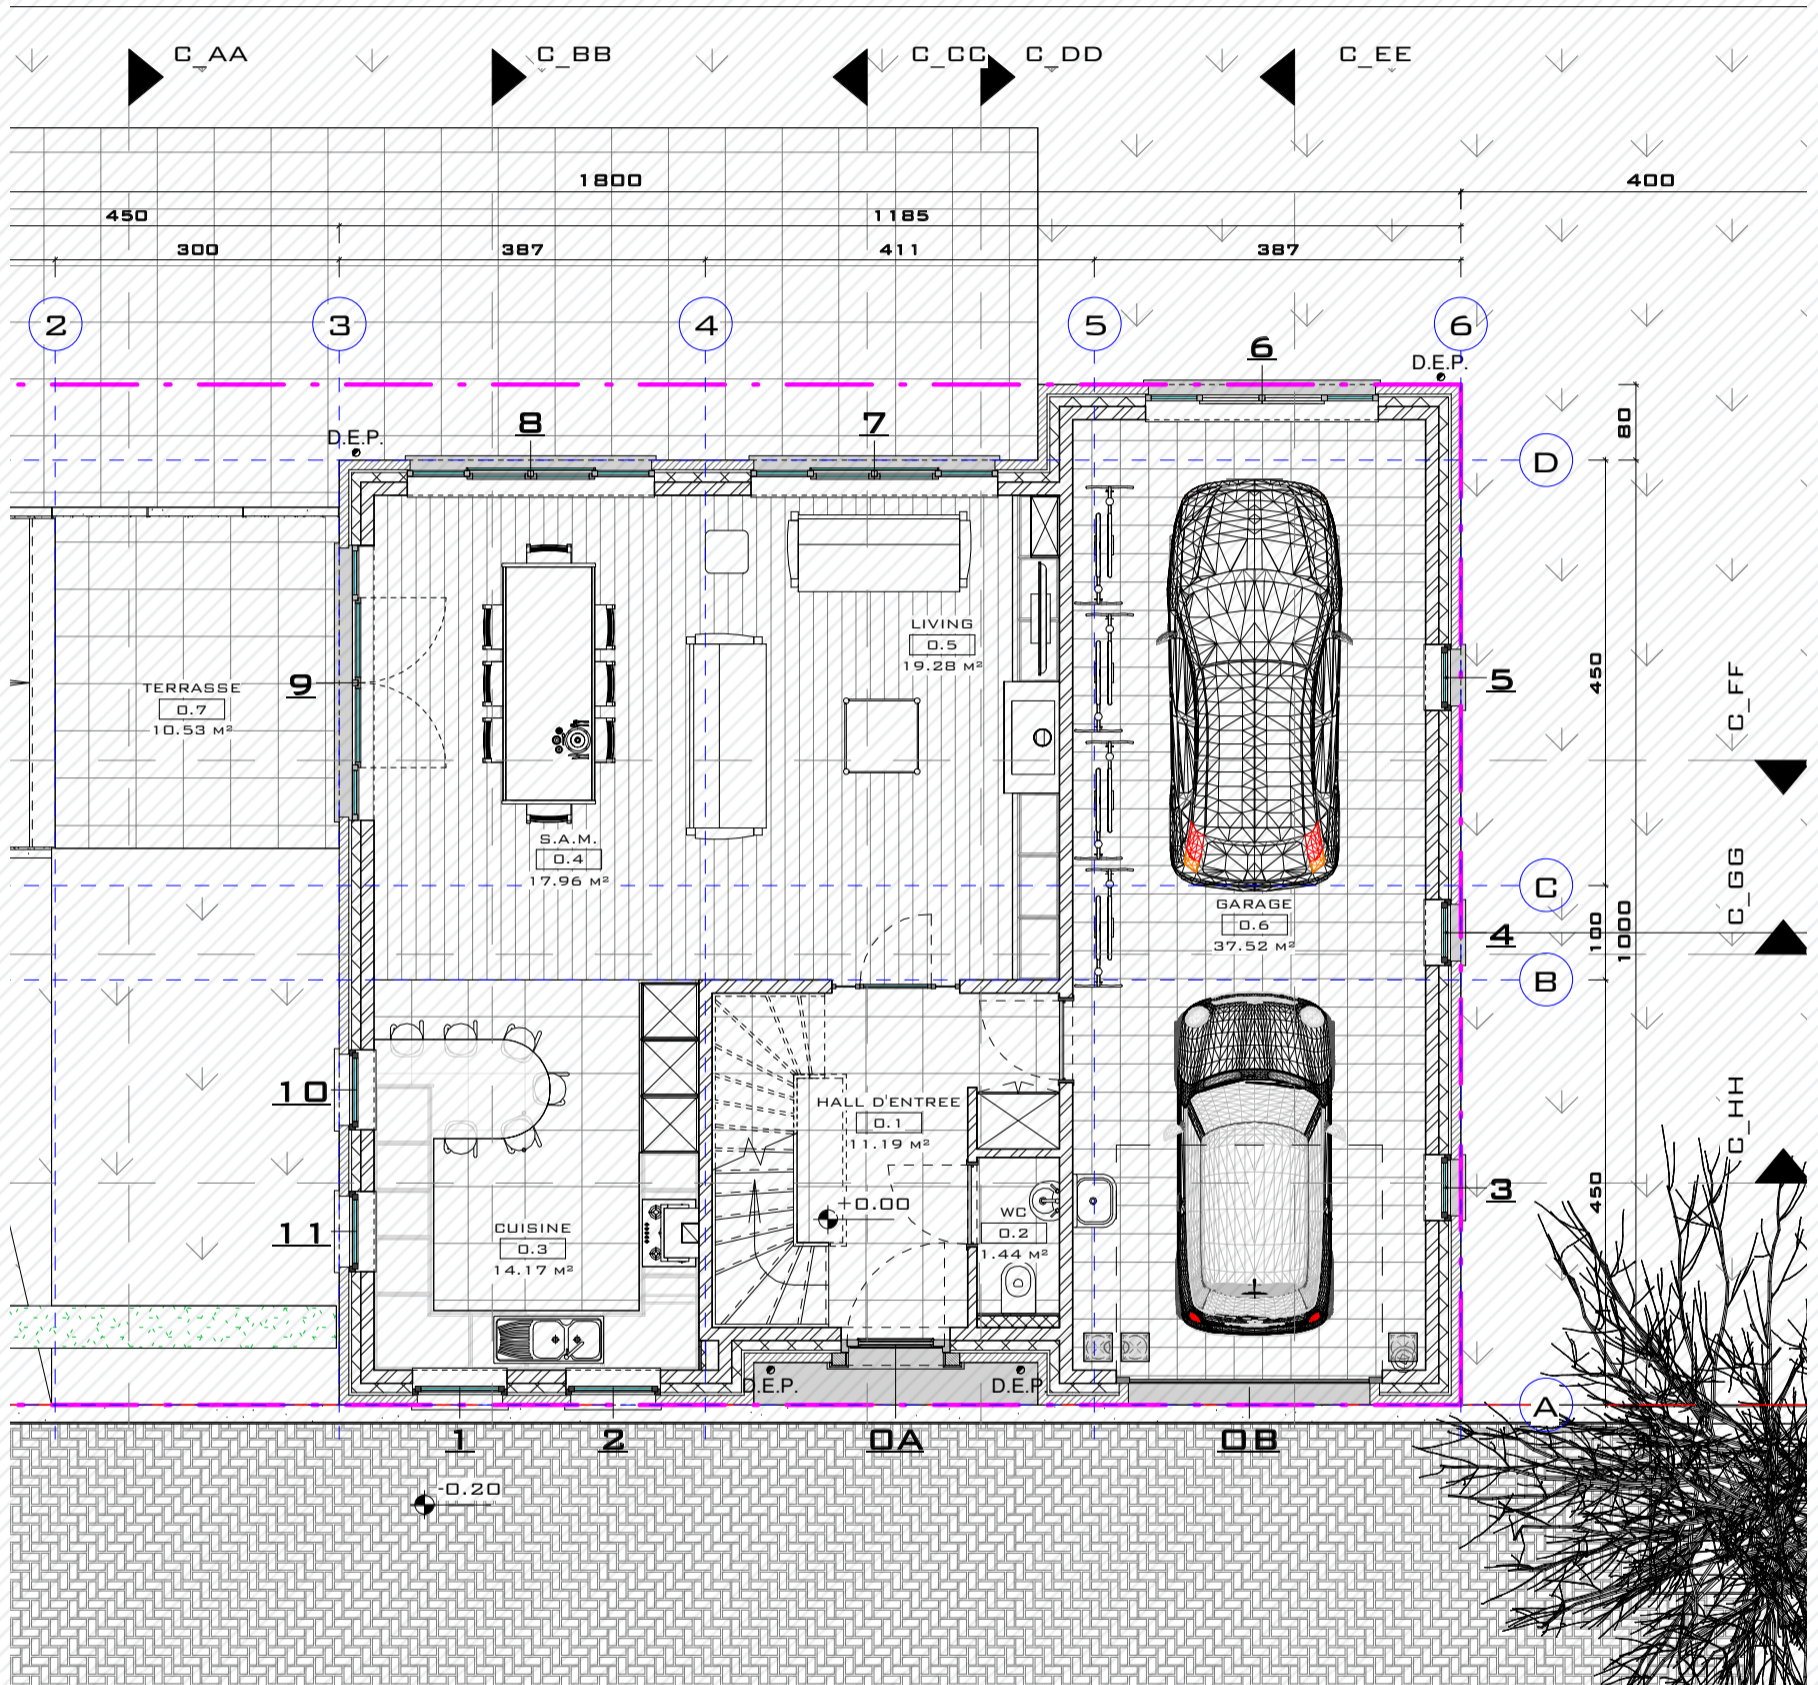 C_AA
C_BB
C_CC
C_DD
C_EE
1800
400
450
1185
300
387
411
387
2
3
4
5
6
6
D.E.P.
8
7
D.E.P.
80
D
LIVING
0.5
19.28 M²
450
C_FF
5
9
TERRASSE
0.7
10.53 M²
S.A.M.
0.4
17.96 M²
C_GG
C
GARAGE
0.6
37.52 M²
4
100
1000
B
10
HALL D'ENTREE
0.1
11.19 M²
C_HH
3
450
+0.00
WC
0.2
1.44 M²
11
CUISINE
0.3
14.17 M²
D.E.P.
D.E.P
A
1
2
0A
0B
-0.20